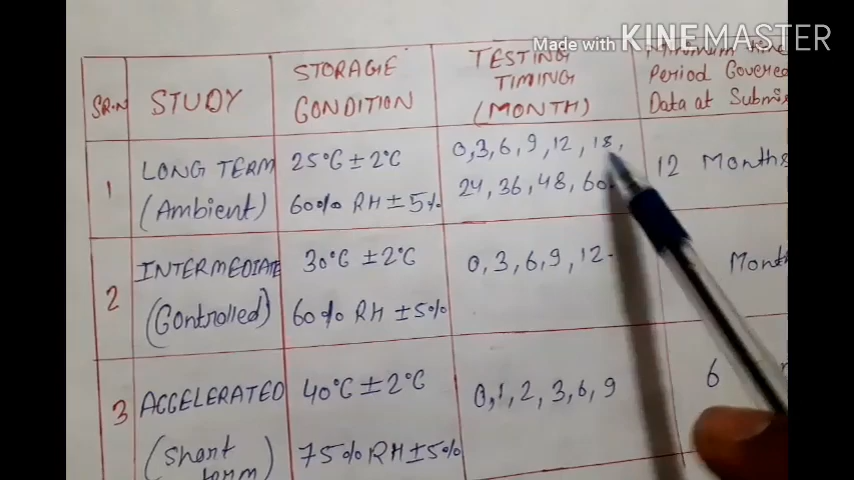 Made with KINEMASTER
SR.N STUDY STORAGE CONDITION TESTING TIMING (MONTH) Period Covered Data at
1 LONG TERM (Ambient) 25°C ± 2°C 60% RH ± 5% 0, 3, 6, 9, 12, 18, 24, 36, 48, 60. 12 Months
2 INTERMEDIATE (Controlled) 30°C ± 2°C 60% RH ± 5% 0, 3, 6, 9, 12.
3 ACCELERATED (Short term) 40°C ± 2°C 75% RH ± 5% 0, 1, 2, 3, 6, 9 6